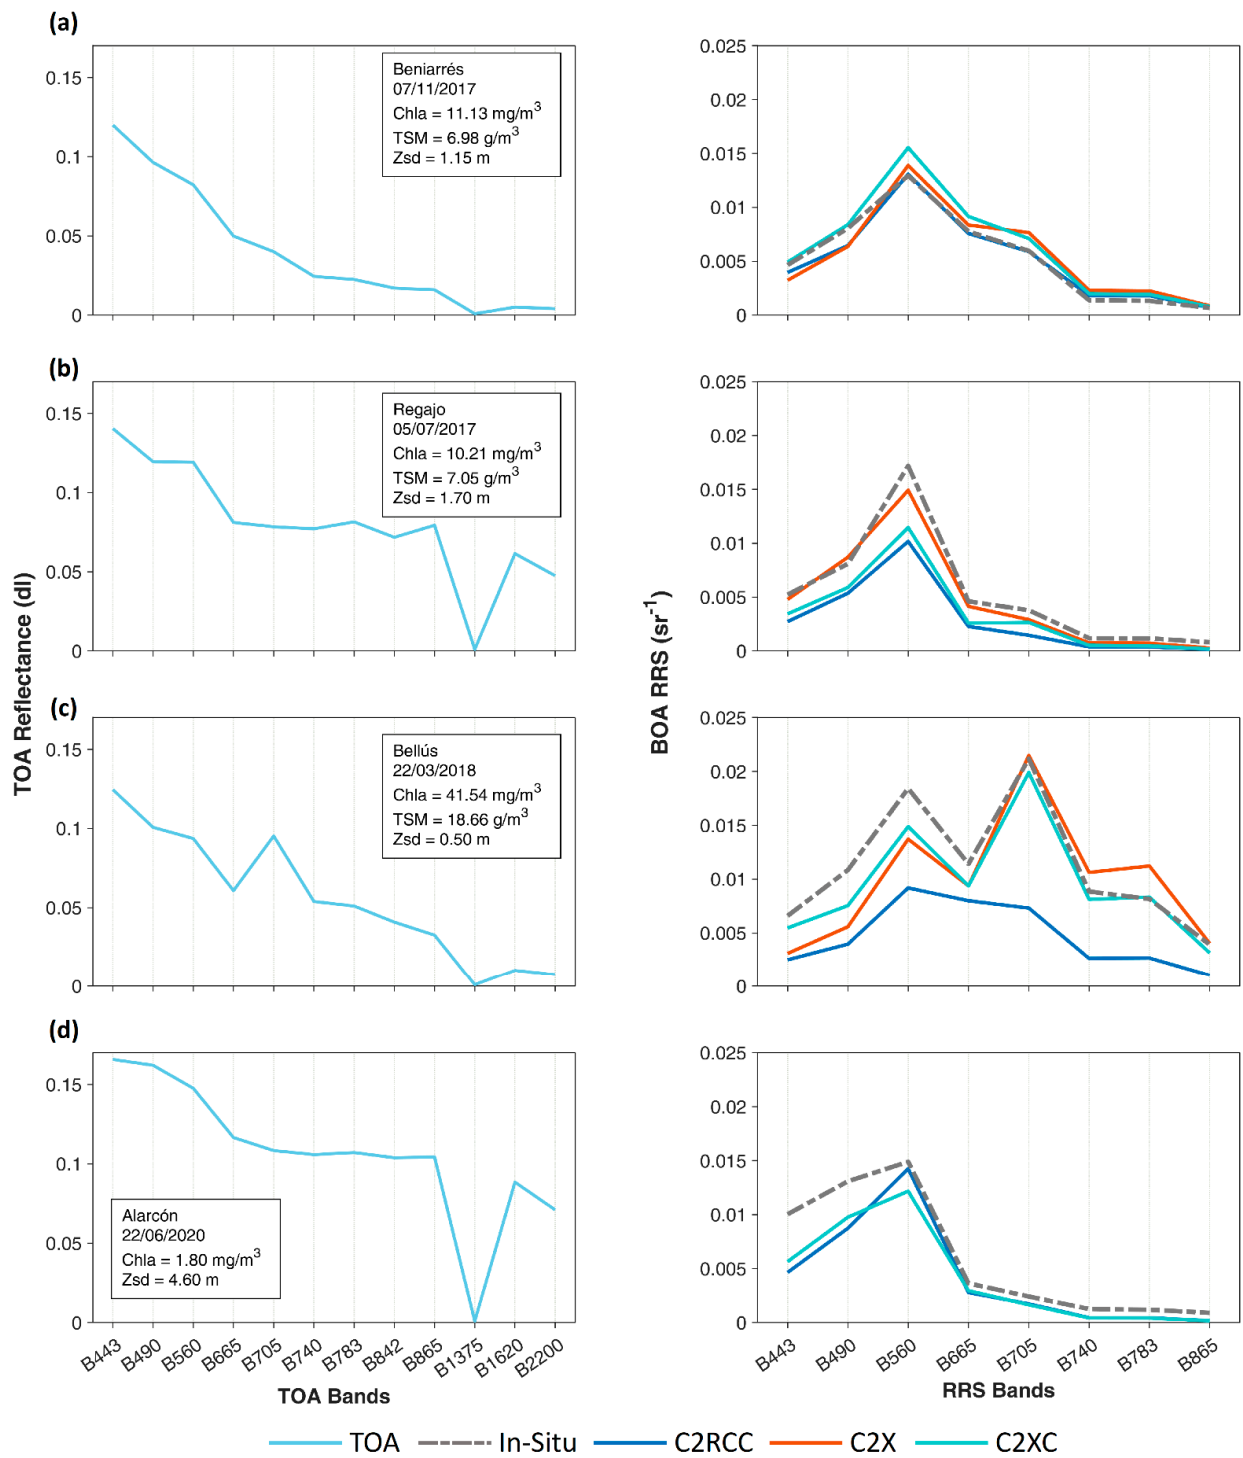 (a)
0.15
0.1
0.05
0
Beniarrés
07/11/2017
Chla = 11.13 mg/m3
TSM = 6.98 g/m3
Zsd = 1.15 m
0.025
0.02
0.015
0.01
0.005
0
(b)
0.15
0.1
0.05
0
Regajo
05/07/2017
Chla = 10.21 mg/m3
TSM = 7.05 g/m3
Zsd = 1.70 m
0.025
0.02
0.015
0.01
0.005
0
TOA Reflectance (dl)
BOA RRS (sr-1)
(c)
0.15
0.1
0.05
0
Bellús
22/03/2018
Chla = 41.54 mg/m3
TSM = 18.66 g/m3
Zsd = 0.50 m
0.025
0.02
0.015
0.01
0.005
0
(d)
0.15
0.1
0.05
0
Alarcón
22/06/2020
Chla = 1.80 mg/m3
Zsd = 4.60 m
B443 B490 B560 B665 B705 B740 B783 B842 B865 B1375 B1620 B2200
TOA Bands
0.025
0.02
0.015
0.01
0.005
0
B443 B490 B560 B665 B705 B740 B783 B865
RRS Bands
TOA In-Situ C2RCC C2X C2XC